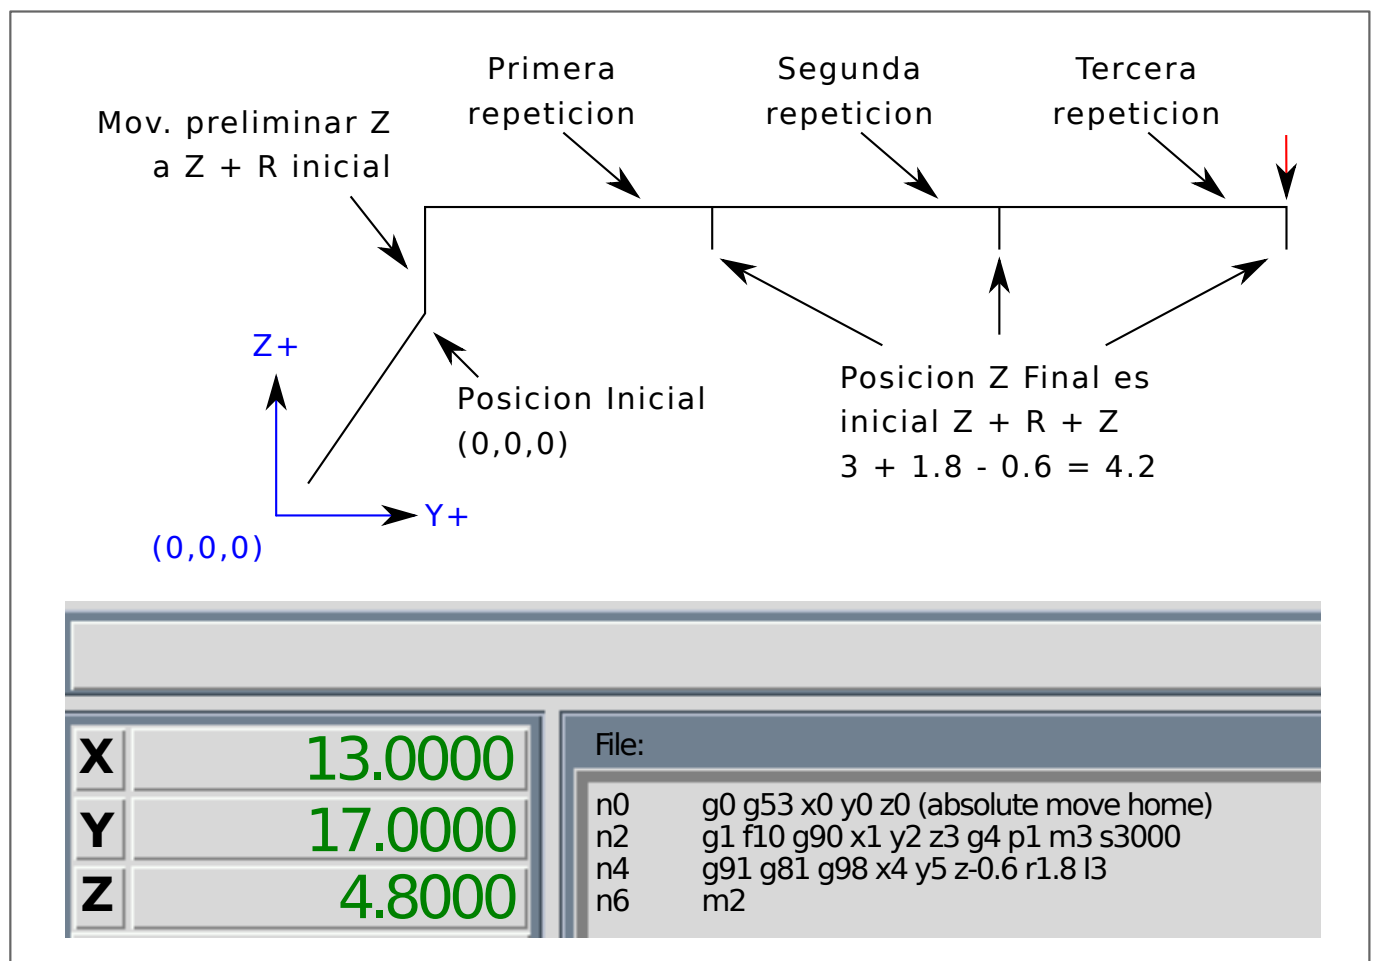 Primera
repeticion
Segunda
repeticion
Tercera
repeticion
Mov. preliminar Z
a Z + R inicial
Z+
Posicion Inicial
(0,0,0)
Posicion Z Final es
inicial Z + R + Z
3 + 1.8 - 0.6 = 4.2
Y+
(0,0,0)
X 13.0000
Y 17.0000
Z 4.8000
File:
n0 g0 g53 x0 y0 z0 (absolute move home)
n2 g1 f10 g90 x1 y2 z3 g4 p1 m3 s3000
n4 g91 g81 g98 x4 y5 z-0.6 r1.8 l3
n6 m2